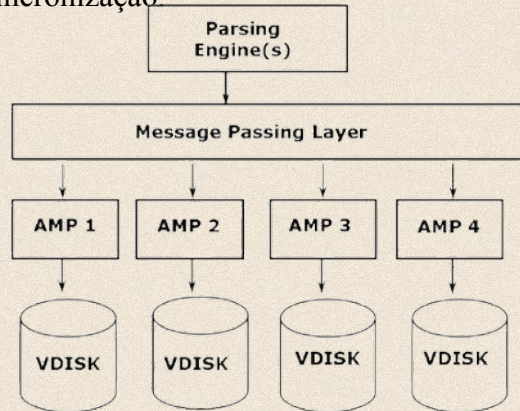 Parsing
Engine(s)
Message Passing Layer
AMP 1 AMP 2 AMP 3 AMP 4
VDISK VDISK VDISK VDISK